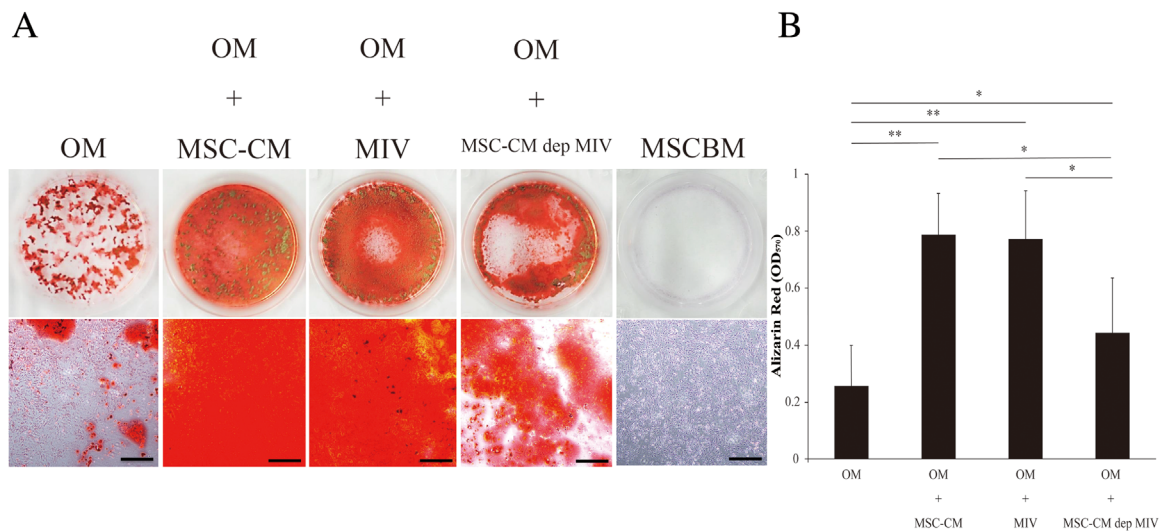 A
OM
OM
+
MSC-CM
OM
+
MIV
OM
+
MSC-CM dep MIV
MSCBM
B
*
**
**
*
*
Alizarin Red (OD₅₇₀)
1
0.8
0.6
0.4
0.2
0
OM
OM
+
MSC-CM
OM
+
MIV
OM
+
MSC-CM dep MIV